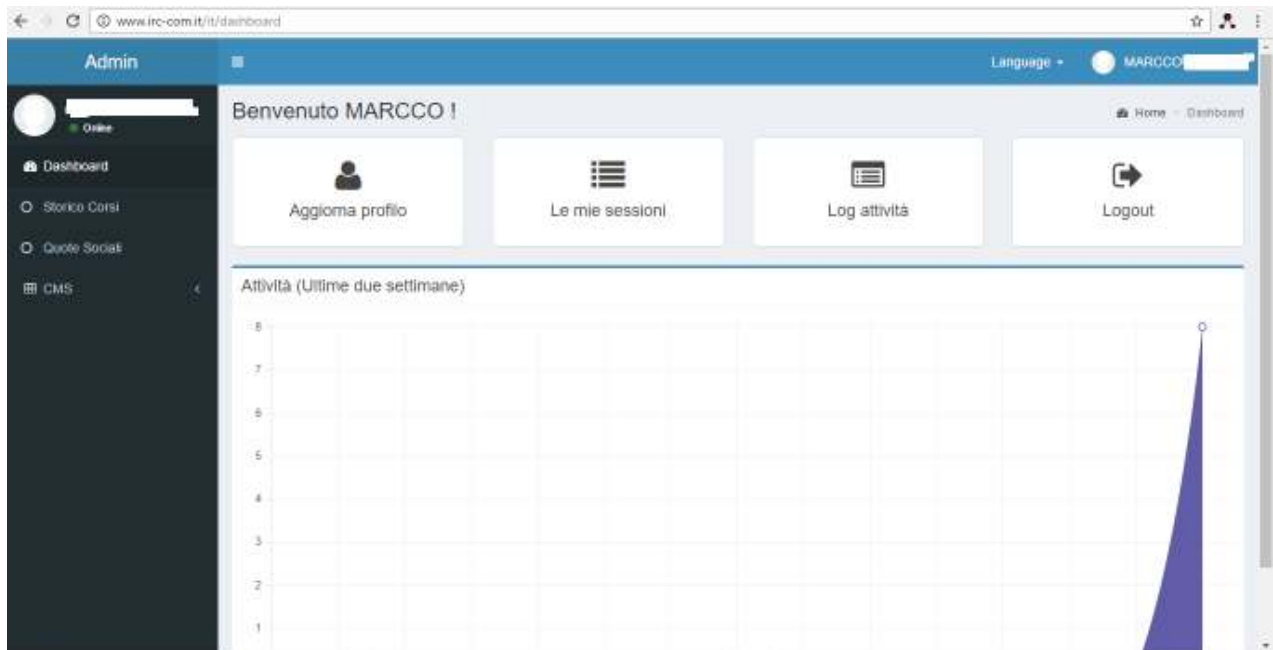 www.irc-com.it/it/dashboard
Admin
Language
MARCCO
Online
Benvenuto MARCCO !
Home
Dashboard
Dashboard
Storico Corsi
Quote Sociali
CMS
Aggiorna profilo
Le mie sessioni
Log attività
Logout
Attività (Ultime due settimane)
8
7
6
5
4
3
2
1